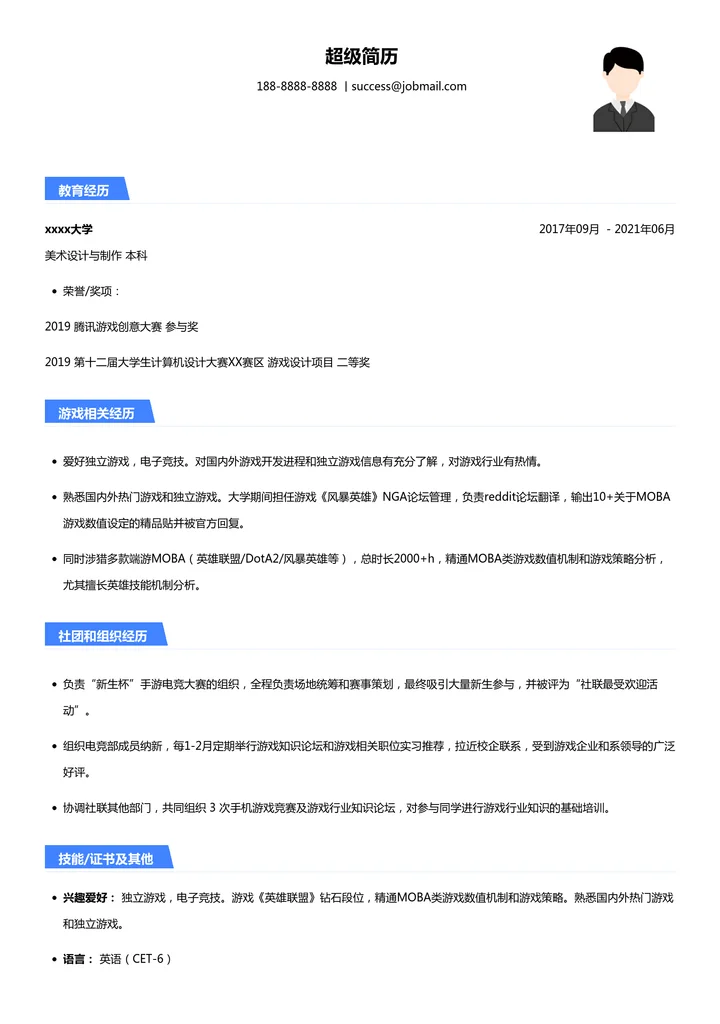 超级简历
188-8888-8888 | success@jobmail.com
教育经历
xxxx大学 2017年09月 - 2021年06月
美术设计与制作 本科
• 荣誉/奖项：
2019 腾讯游戏创意大赛 参与奖
2019 第十二届大学生计算机设计大赛XX赛区 游戏设计项目 二等奖
游戏相关经历
• 爱好独立游戏，电子竞技。对国内外游戏开发进程和独立游戏信息有充分了解，对游戏行业有热情。
• 熟悉国内外热门游戏和独立游戏。大学期间担任游戏《风暴英雄》NGA论坛管理，负责reddit论坛翻译，输出10+关于MOBA
游戏数值设定的精品贴并被官方回复。
• 同时涉猎多款端游MOBA（英雄联盟/DotA2/风暴英雄等），总时长2000+h，精通MOBA类游戏数值机制和游戏策略分析，
尤其擅长英雄技能机制分析。
社团和组织经历
• 负责“新生杯”手游电竞大赛的组织，全程负责场地统筹和赛事策划，最终吸引大量新生参与，并被评为“社联最受欢迎活
动”。
• 组织电竞部成员纳新，每1-2月定期举行游戏知识论坛和游戏相关职位实习推荐，拉近校企联系，受到游戏企业和系领导的广泛
好评。
• 协调社联其他部门，共同组织 3 次手机游戏竞赛及游戏行业知识论坛，对参与同学进行游戏行业知识的基础培训。
技能/证书及其他
• 兴趣爱好： 独立游戏，电子竞技。游戏《英雄联盟》钻石段位，精通MOBA类游戏数值机制和游戏策略。熟悉国内外热门游戏
和独立游戏。
• 语言： 英语（CET-6）